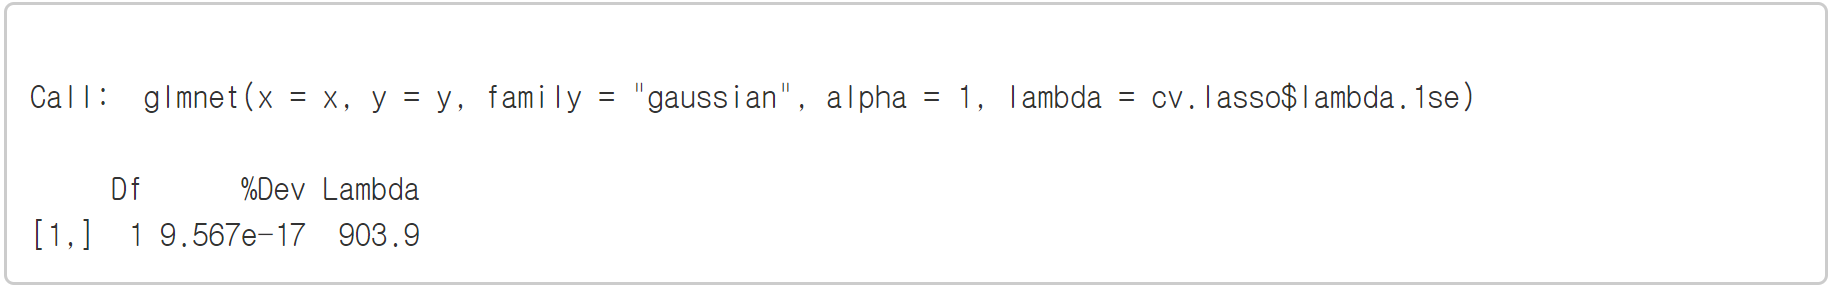 Call:  glmnet(x = x, y = y, family = "gaussian", alpha = 1, lambda = cv.lasso$lambda.1se)
     Df      %Dev Lambda
[1,]  1 9.567e-17  903.9